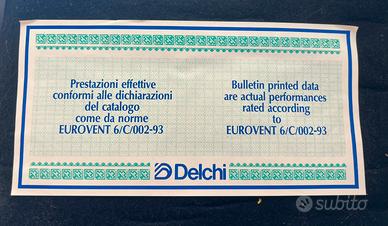 Prestazioni effettive
conformi alle dichiarazioni
del catalogo
come da norme
EUROVENT 6/C/002-93
Bulletin printed data
are actual performances
rated according
to
EUROVENT 6/C/002-93
Delchi
subito